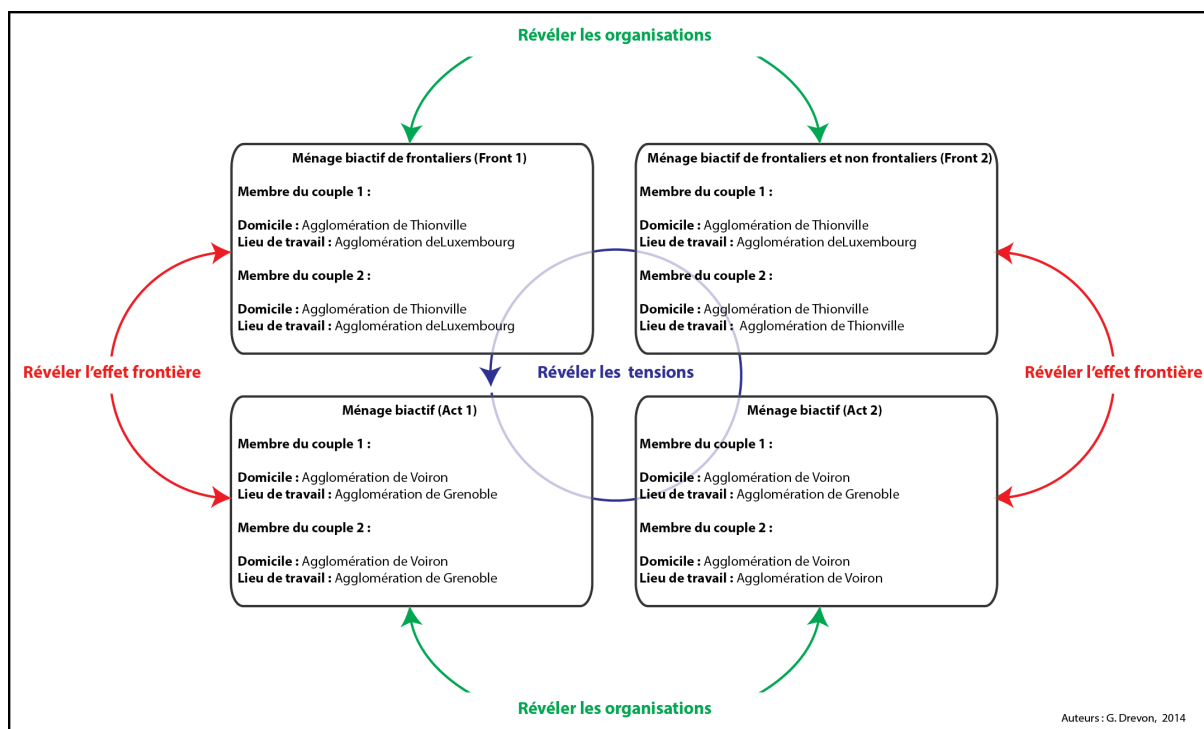 Révéler les organisations
Ménage biactif de frontaliers (Front 1)
Membre du couple 1 :
Domicile : Agglomération de Thionville
Lieu de travail : Agglomération deLuxembourg
Membre du couple 2 :
Domicile : Agglomération de Thionville
Lieu de travail : Agglomération deLuxembourg
Ménage biactif de frontaliers et non frontaliers (Front 2)
Membre du couple 1 :
Domicile : Agglomération de Thionville
Lieu de travail : Agglomération deLuxembourg
Membre du couple 2 :
Domicile : Agglomération de Thionville
Lieu de travail : Agglomération de Thionville
Révéler l'effet frontière
Révéler les tensions
Révéler l'effet frontière
Ménage biactif (Act 1)
Membre du couple 1 :
Domicile : Agglomération de Voiron
Lieu de travail : Agglomération de Grenoble
Membre du couple 2 :
Domicile : Agglomération de Voiron
Lieu de travail : Agglomération de Grenoble
Ménage biactif (Act 2)
Membre du couple 1 :
Domicile : Agglomération de Voiron
Lieu de travail : Agglomération de Grenoble
Membre du couple 2 :
Domicile : Agglomération de Voiron
Lieu de travail : Agglomération de Voiron
Révéler les organisations
Auteurs : G. Drevon, 2014